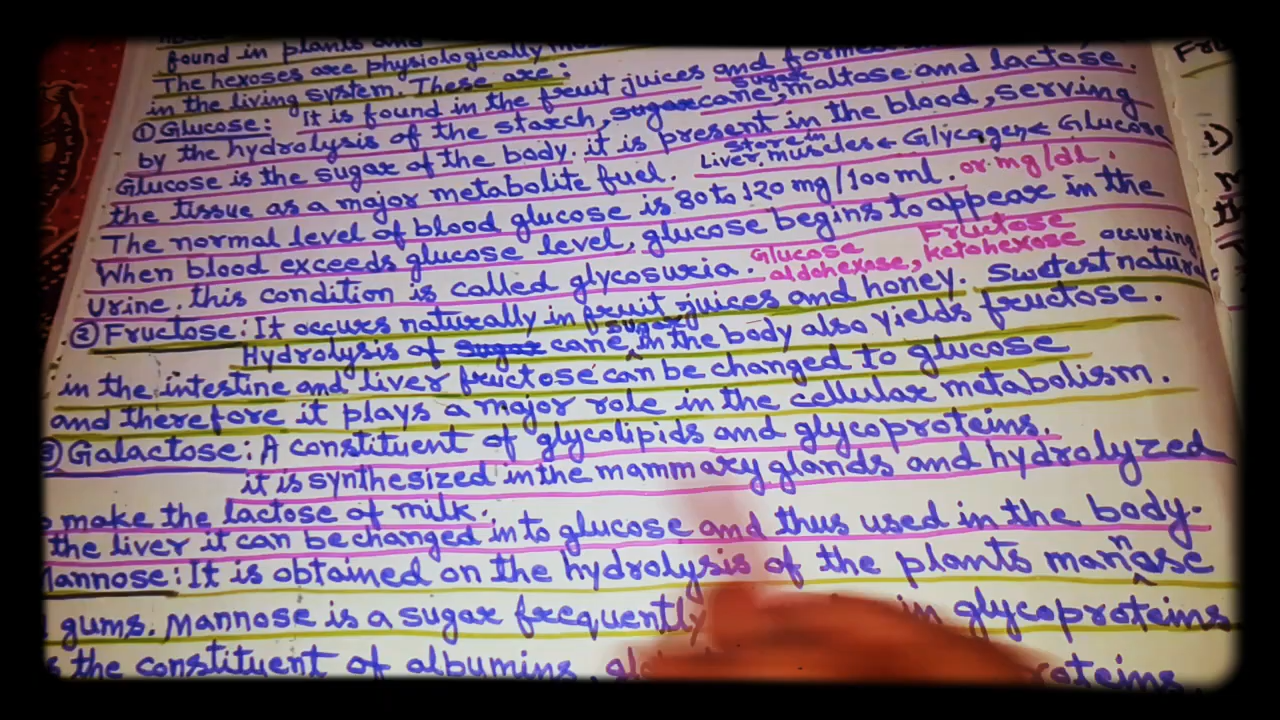 found in plants and
The hexoses are physiologically
in the living system. These are:
① Glucose: It is found in the fruit juices and formed
by the hydrolysis of the starch, sugar cane, maltose and lactose.
Glucose is the sugar of the body. it is present in the blood, serving
the tissue as a major metabolite fuel. store in Liver, muscles ← Glycogen ← Glucose
The normal level of blood glucose is 80 to 120 mg/100ml. or mg/dl.
When blood exceeds glucose level, glucose begins to appear in the
Urine. this condition is called glycosuria. Glucose aldohexose, Fructose ketohexose
② Fructose: It occurs naturally in fruit juices and honey. Swetest natural occuring
Hydrolysis of cane sugar in the body also yields fructose.
in the intestine and liver fructose can be changed to glucose
and therefore it plays a major role in the cellular metabolism.
③ Galactose: A constituent of glycolipids and glycoproteins.
it is synthesized in the mammary glands and hydrolyzed
make the lactose of milk.
the liver it can be changed into glucose and thus used in the body.
Mannose: It is obtained on the hydrolysis of the plants mannose
gums. Mannose is a sugar frequently in glycoproteins
the constituent of albumins,
Fru
1)